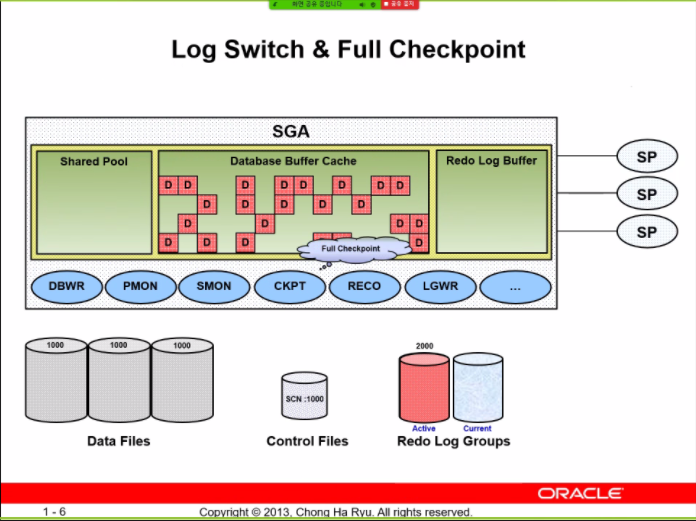 화면 공유 중입니다
공유 중지
Log Switch & Full Checkpoint
SGA
Shared Pool
Database Buffer Cache
Redo Log Buffer
D D D D D D D D
D D D D
D D D D
D D D D
Full Checkpoint
SP
SP
SP
DBWR PMON SMON CKPT RECO LGWR ...
1000 1000 1000
SCN :1000
2000
Active Current
Data Files Control Files Redo Log Groups
ORACLE
1 - 6
Copyright © 2013, Chong Ha Ryu. All rights reserved.